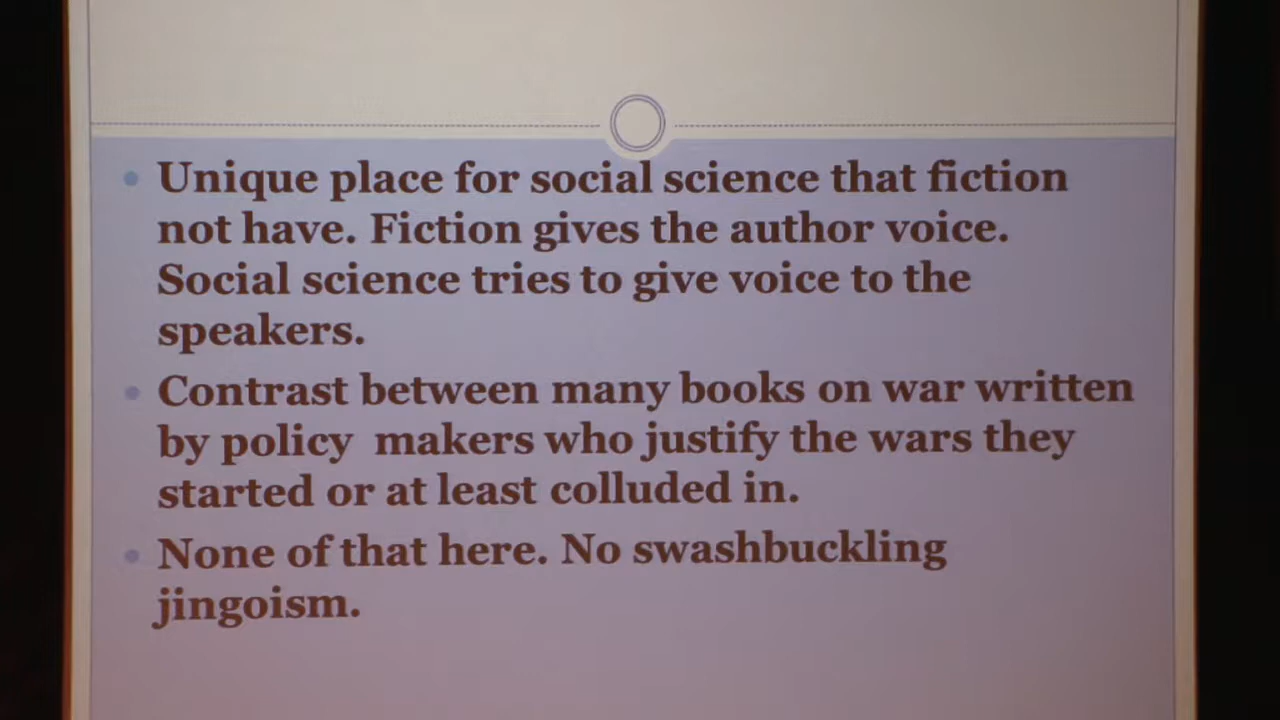 Unique place for social science that fiction
not have. Fiction gives the author voice.
Social science tries to give voice to the
speakers.
Contrast between many books on war written
by policy makers who justify the wars they
started or at least colluded in.
None of that here. No swashbuckling
jingoism.